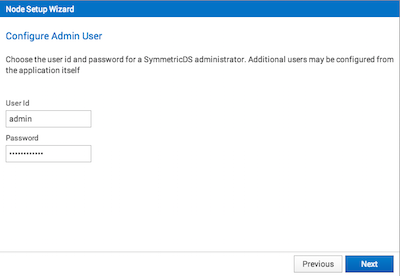 Node Setup Wizard
Configure Admin User
Choose the user id and password for a SymmetricDS administrator. Additional users may be configured from
the application itself
User Id
admin
Password
••••••••••••
Previous
Next